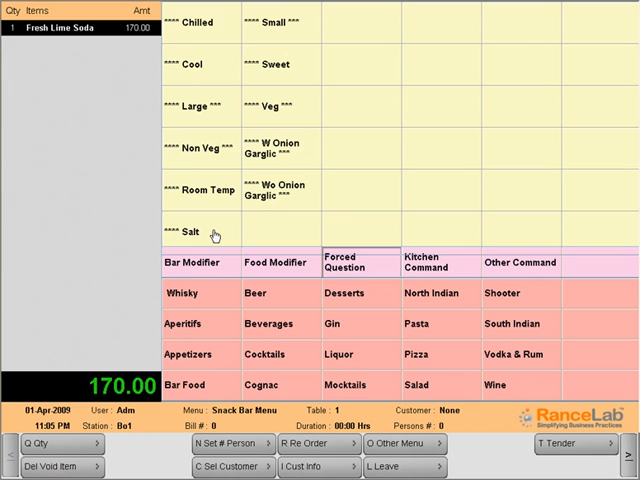 Qty Items Amt
1 Fresh Lime Soda 170.00
**** Chilled
**** Small ***
**** Cool
**** Sweet
**** Large ***
**** Veg ***
**** Non Veg ***
**** W Onion
Garglic ***
**** Room Temp
**** Wo Onion
Garglic ***
**** Salt
Bar Modifier
Food Modifier
Forced
Question
Kitchen
Command
Other Command
Whisky
Beer
Desserts
North Indian
Shooter
Aperitifs
Beverages
Gin
Pasta
South Indian
Appetizers
Cocktails
Liquor
Pizza
Vodka & Rum
Bar Food
Cognac
Mocktails
Salad
Wine
170.00
01-Apr-2009 User : Adm Menu : Snack Bar Menu Table : 1 Customer : None
11:05 PM Station : Bo1 Bill # : 0 Duration : 00:00 Hrs Persons # : 0
RanceLab
Simplifying Business Practices
<
Q Qty >
N Set # Person >
R Re Order >
O Other Menu >
T Tender >
Del Void Item >
C Sel Customer >
I Cust Info >
L Leave >
>|